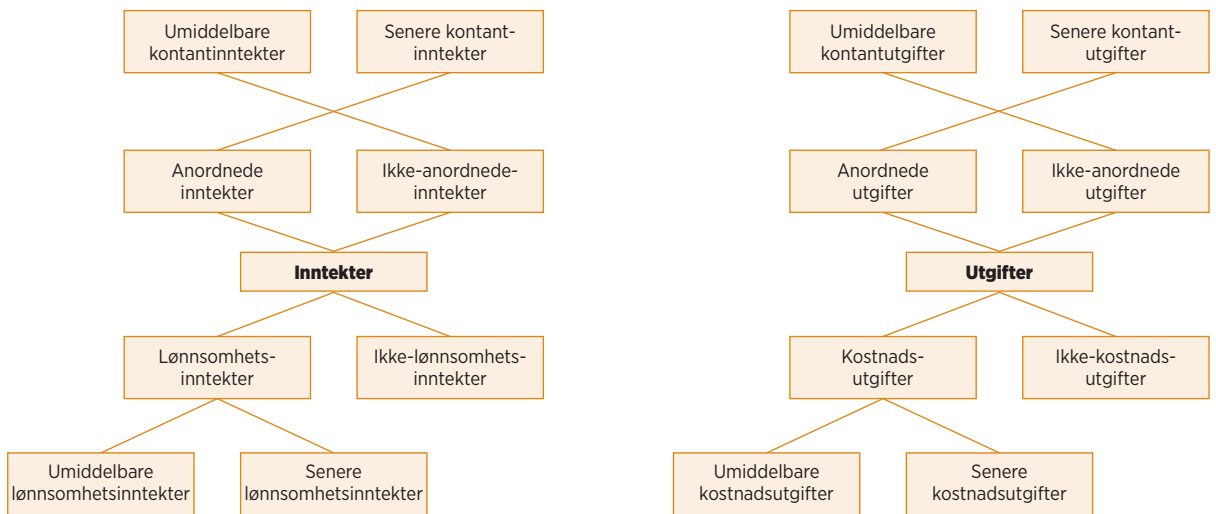 Umiddelbare
kontantinntekter
Senere kontant-
inntekter
Anordnede
inntekter
Ikke-anordnede-
inntekter
Inntekter
Lønnsomhets-
inntekter
Ikke-lønnsomhets-
inntekter
Umiddelbare
lønnsomhetsinntekter
Senere
lønnsomhetsinntekter
Umiddelbare
kontantutgifter
Senere kontant-
utgifter
Anordnede
utgifter
Ikke-anordnede
utgifter
Utgifter
Kostnads-
utgifter
Ikke-kostnads-
utgifter
Umiddelbare
kostnadsutgifter
Senere
kostnadsutgifter